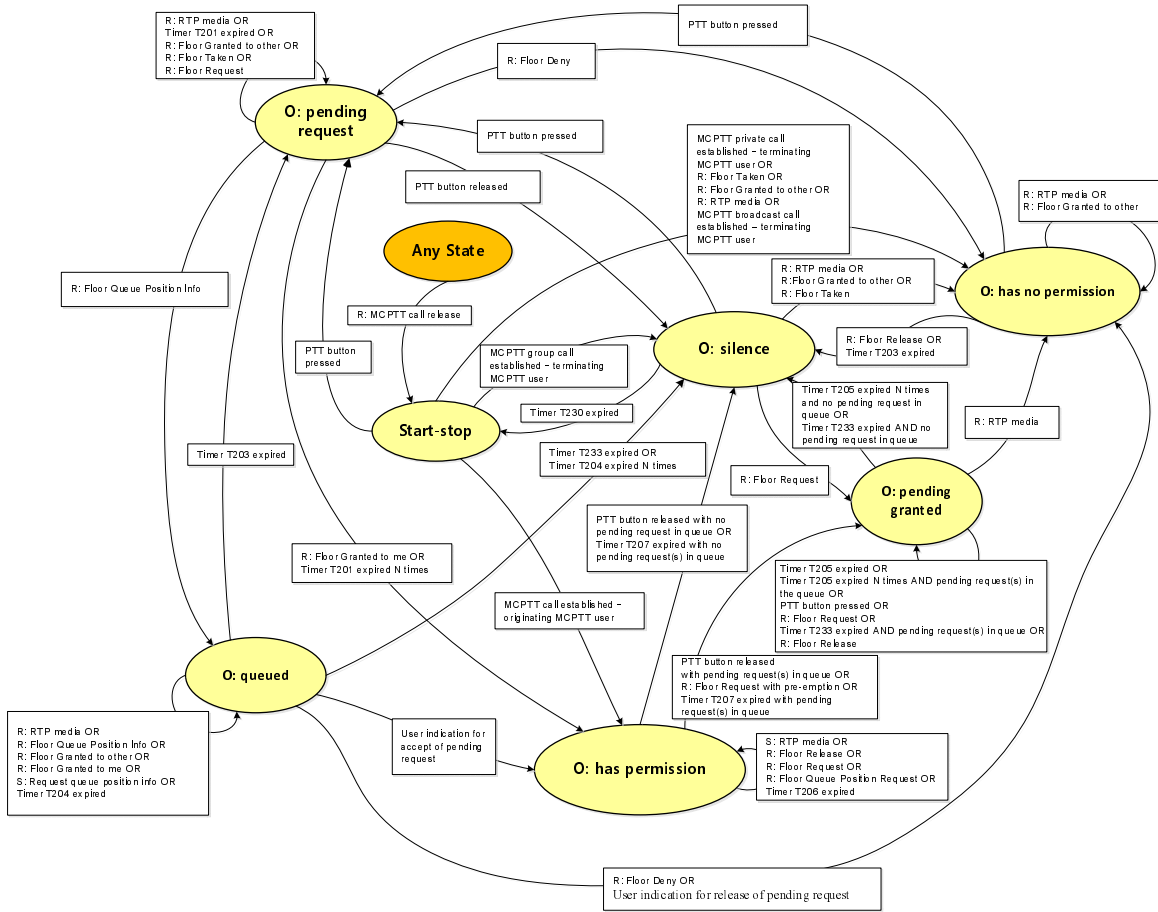 R: RTP media OR
Timer T201 expired OR
R: Floor Granted to other OR
R: Floor Taken OR
R: Floor Request
PTT button pressed
R: Floor Deny
O: pending
request
PTT button pressed
MCPTT private call
established – terminating
MCPTT user OR
R: Floor Taken OR
R: Floor Granted to other OR
R: RTP media OR
MCPTT broadcast call
established – terminating
MCPTT user
PTT button released
R: RTP media OR
R: Floor Granted to other
Any State
R: Floor Queue Position Info
R: RTP media OR
R:Floor Granted to other OR
R: Floor Taken
O: has no permission
R: MCPTT call release
R: Floor Release OR
Timer T203 expired
O: silence
PTT button
pressed
MCPTT group call
established – terminating
MCPTT user
Timer T205 expired N times
and no pending request in
queue OR
Timer T233 expired AND no
pending request in queue
Timer T230 expired
Start-stop
R: RTP media
Timer T203 expired
Timer T233 expired OR
Timer T204 expired N times
R: Floor Request
O: pending
granted
PTT button released with no
pending request in queue OR
Timer T207 expired with no
pending request(s) in queue
R: Floor Granted to me OR
Timer T201 expired N times
Timer T205 expired OR
Timer T205 expired N times AND pending request(s) in
the queue OR
PTT button pressed OR
R: Floor Request OR
Timer T233 expired AND pending request(s) in queue OR
R: Floor Release
MCPTT call established –
originating MCPTT user
O: queued
PTT button released
with pending request(s) in queue OR
R: Floor Request with pre-emption OR
Timer T207 expired with pending
request(s) in queue
R: RTP media OR
R: Floor Queue Position Info OR
R: Floor Granted to other OR
R: Floor Granted to me OR
S: Request queue position info OR
Timer T204 expired
User indication for
accept of pending
request
O: has permission
S: RTP media OR
R: Floor Release OR
R: Floor Request OR
R: Floor Queue Position Request OR
Timer T206 expired
R: Floor Deny OR
User indication for release of pending request